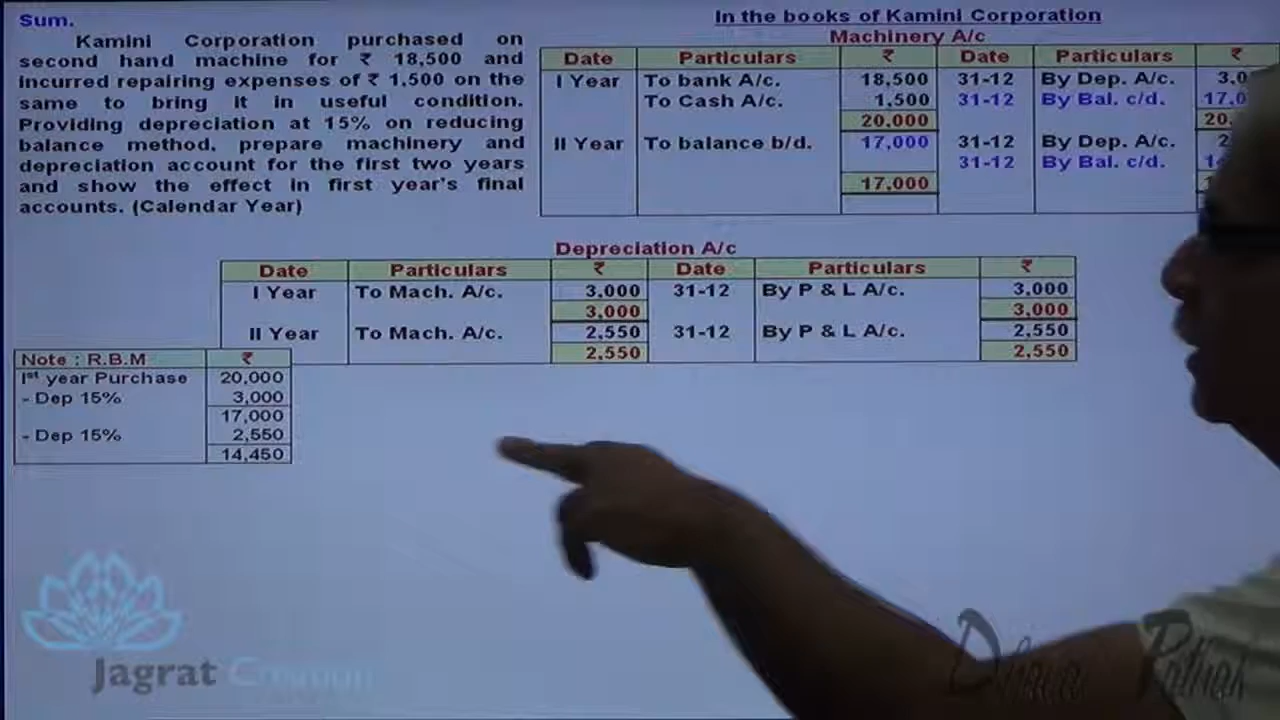 Sum.
Kamini Corporation purchased on
second hand machine for ₹ 18,500 and
incurred repairing expenses of ₹ 1,500 on the
same to bring it in useful condition.
Providing depreciation at 15% on reducing
balance method, prepare machinery and
depreciation account for the first two years
and show the effect in first year's final
accounts. (Calendar Year)
In the books of Kamini Corporation
Machinery A/c
Date Particulars ₹ Date Particulars ₹
I Year To bank A/c. 18,500 31-12 By Dep. A/c.
To Cash A/c. 1,500 31-12 By Bal. c/d.
20,000
II Year To balance b/d. 17,000 31-12 By Dep. A/c.
31-12 By Bal. c/d.
17,000
Depreciation A/c
Date Particulars ₹ Date Particulars ₹
I Year To Mach. A/c. 3,000 31-12 By P & L A/c. 3,000
3,000 3,000
II Year To Mach. A/c. 2,550 31-12 By P & L A/c. 2,550
2,550 2,550
Note : R.B.M ₹
Ist year Purchase 20,000
- Dep 15% 3,000
17,000
- Dep 15% 2,550
14,450
Jagrat Creation